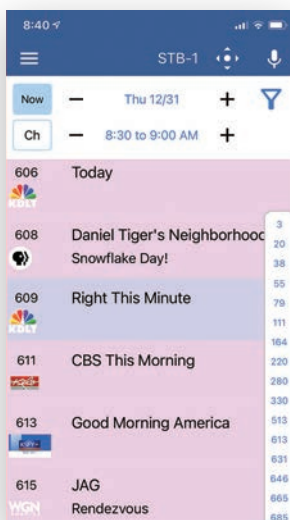 8:40
STB-1
Now
Thu 12/31
Ch
8:30 to 9:00 AM
606
Today
KDLT
608
Daniel Tiger's Neighborhood
Snowflake Day!
609
Right This Minute
KDLT
611
CBS This Morning
613
Good Morning America
615
JAG
WGN
Rendezvous
3
20
38
55
79
111
164
220
280
330
513
613
631
646
665
685